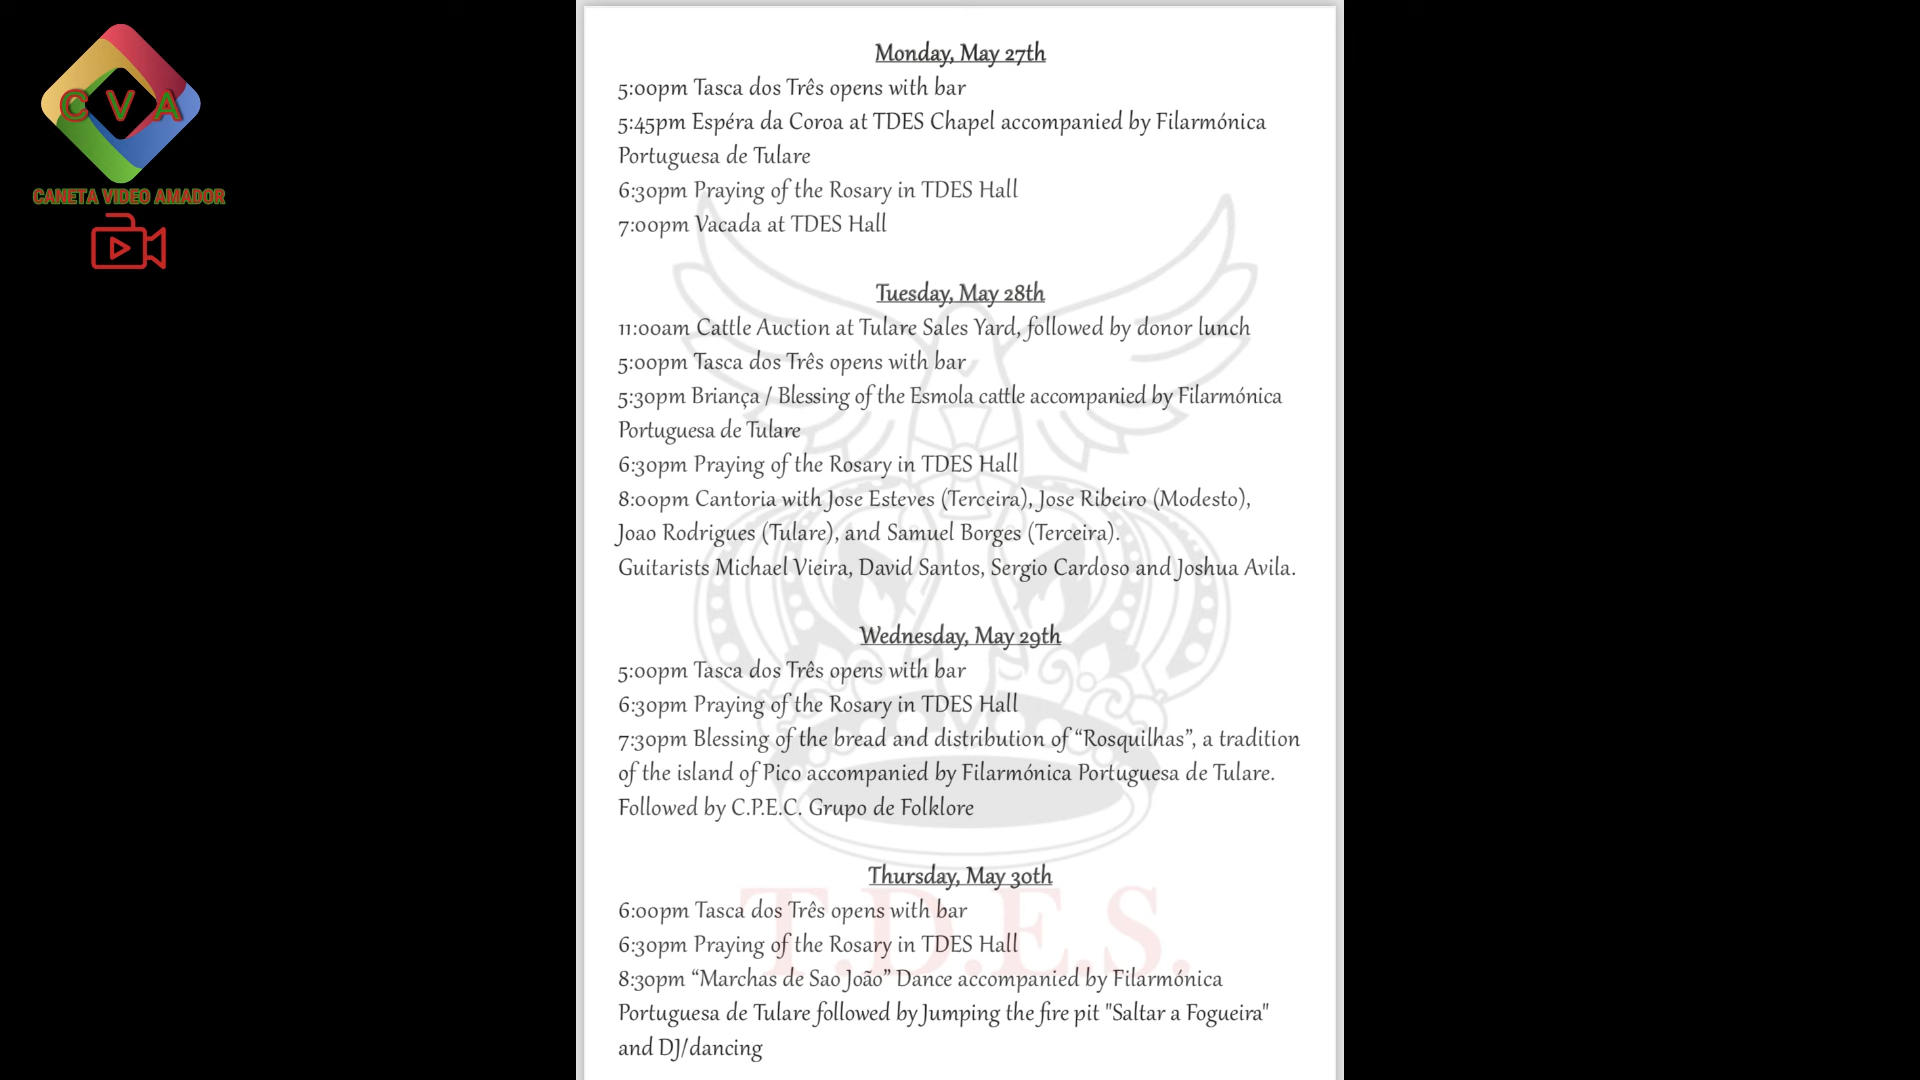 C V A
CANETA VIDEO AMADOR
Monday, May 27th
5:00pm Tasca dos Três opens with bar
5:45pm Espéra da Coroa at TDES Chapel accompanied by Filarmónica
Portuguesa de Tulare
6:30pm Praying of the Rosary in TDES Hall
7:00pm Vacada at TDES Hall
Tuesday, May 28th
11:00am Cattle Auction at Tulare Sales Yard, followed by donor lunch
5:00pm Tasca dos Três opens with bar
5:30pm Briança / Blessing of the Esmola cattle accompanied by Filarmónica
Portuguesa de Tulare
6:30pm Praying of the Rosary in TDES Hall
8:00pm Cantoria with Jose Esteves (Terceira), Jose Ribeiro (Modesto),
Joao Rodrigues (Tulare), and Samuel Borges (Terceira).
Guitarists Michael Vieira, David Santos, Sergio Cardoso and Joshua Avila.
Wednesday, May 29th
5:00pm Tasca dos Três opens with bar
6:30pm Praying of the Rosary in TDES Hall
7:30pm Blessing of the bread and distribution of “Rosquilhas”, a tradition
of the island of Pico accompanied by Filarmónica Portuguesa de Tulare.
Followed by C.P.E.C. Grupo de Folklore
Thursday, May 30th
6:00pm Tasca dos Três opens with bar
6:30pm Praying of the Rosary in TDES Hall
8:30pm “Marchas de Sao João” Dance accompanied by Filarmónica
Portuguesa de Tulare followed by Jumping the fire pit "Saltar a Fogueira"
and DJ/dancing
T.D.E.S.